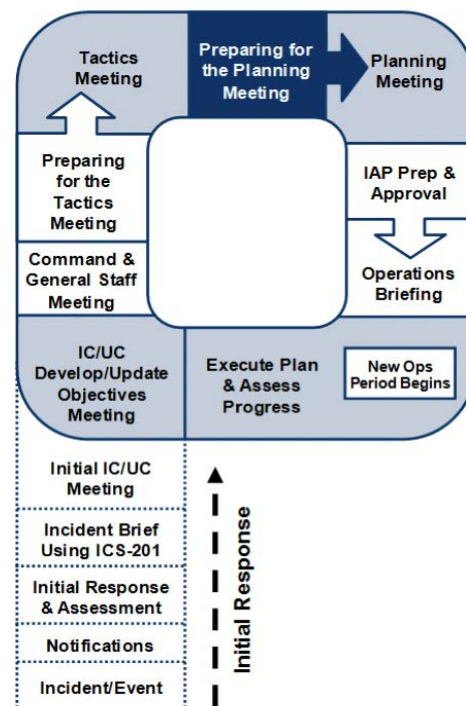 Tactics
Meeting
Preparing for
the Planning
Meeting
Planning
Meeting
Preparing
for the
Tactics
Meeting
IAP Prep &
Approval
Command &
General Staff
Meeting
Operations
Briefing
IC/UC
Develop/Update
Objectives
Meeting
Execute Plan
& Assess
Progress
New Ops
Period Begins
Initial IC/UC
Meeting
Incident Brief
Using ICS-201
Initial Response
& Assessment
Notifications
Incident/Event
Initial Response